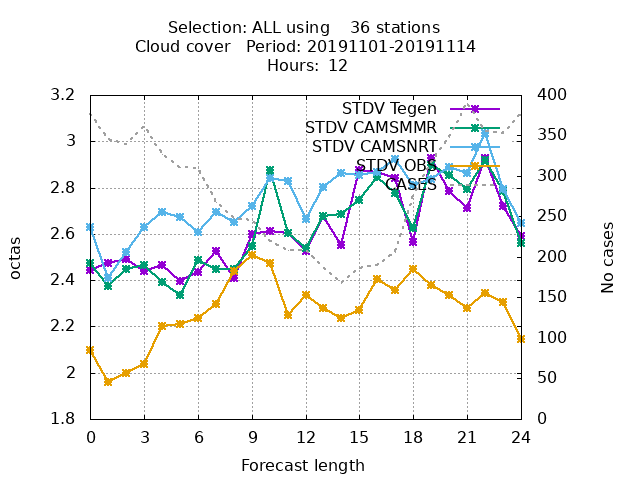 Selection: ALL using    36 stations
Cloud cover   Period: 20191101-20191114
Hours: 12
STDV Tegen
STDV CAMSMMR
STDV CAMSNRT
STDV OBS
CASES
octas
3.2
3
2.8
2.6
2.4
2.2
2
1.8
400
350
300
250
200
150
100
50
0
No cases
0 3 6 9 12 15 18 21 24
Forecast length